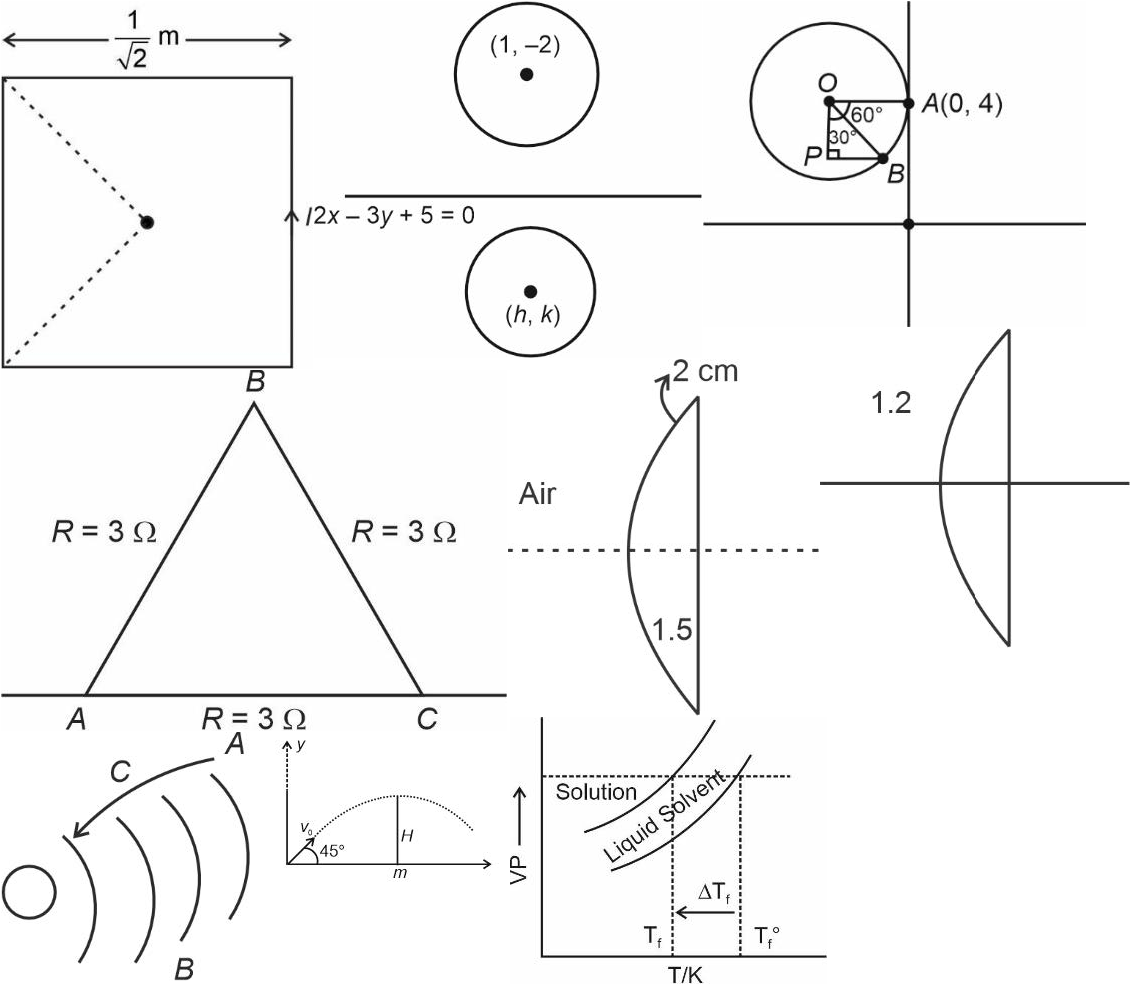 1/√2 m
(1, –2)
O
A(0, 4)
60°
30°
P
B
l
2x – 3y + 5 = 0
(h, k)
B
2 cm
1.2
R = 3 Ω
R = 3 Ω
Air
1.5
A
R = 3 Ω
C
A
C
B
y
v₀
45°
H
m
Solution
Liquid Solvent
VP
ΔTf
Tf
Tf°
T/K